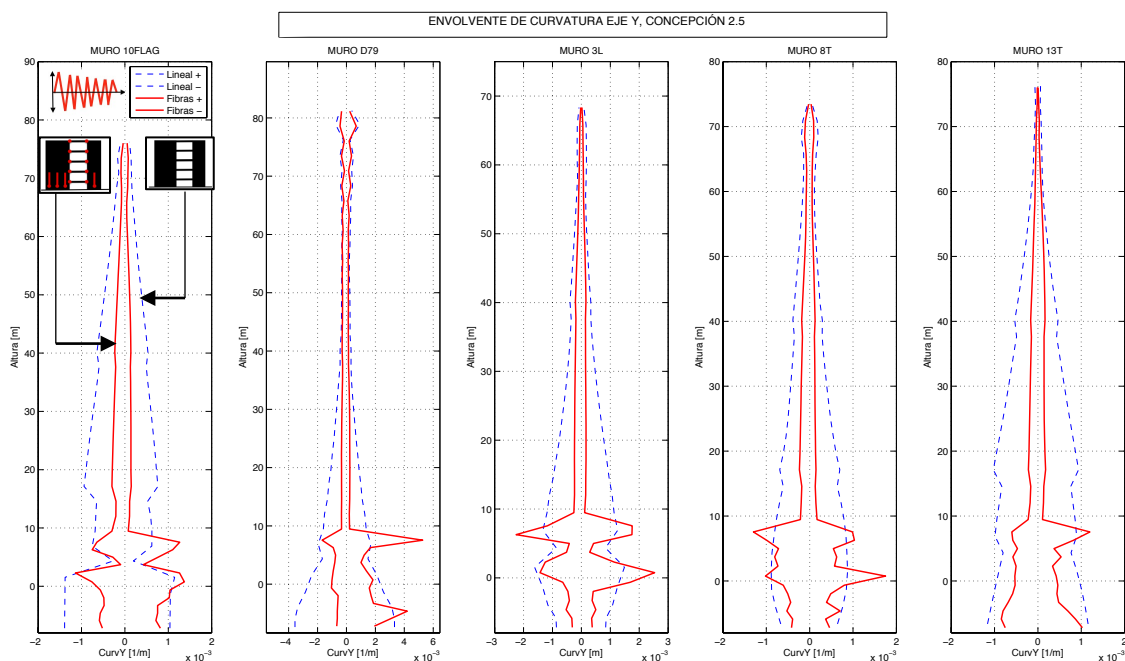 ENVOLVENTE DE CURVATURA EJE Y, CONCEPCIÓN 2.5
MURO 10FLAG
90
80
70
60
50
40
30
20
10
0
Altura [m]
−2
−1
0
1
2
CurvY [1/m]
x 10⁻³
Lineal +
Lineal −
Fibras +
Fibras −
MURO D79
80
70
60
50
40
30
20
10
0
Altura [m]
−4
−2
0
2
4
6
CurvY [1/m]
x 10⁻³
MURO 3L
70
60
50
40
30
20
10
0
Altura [m]
−3
−2
−1
0
1
2
3
CurvY [1/m]
x 10⁻³
MURO 8T
80
70
60
50
40
30
20
10
0
Altura [m]
−2
−1
0
1
2
CurvY [1/m]
x 10⁻³
MURO 13T
80
70
60
50
40
30
20
10
0
Altura [m]
−2
−1
0
1
2
CurvY [1/m]
x 10⁻³